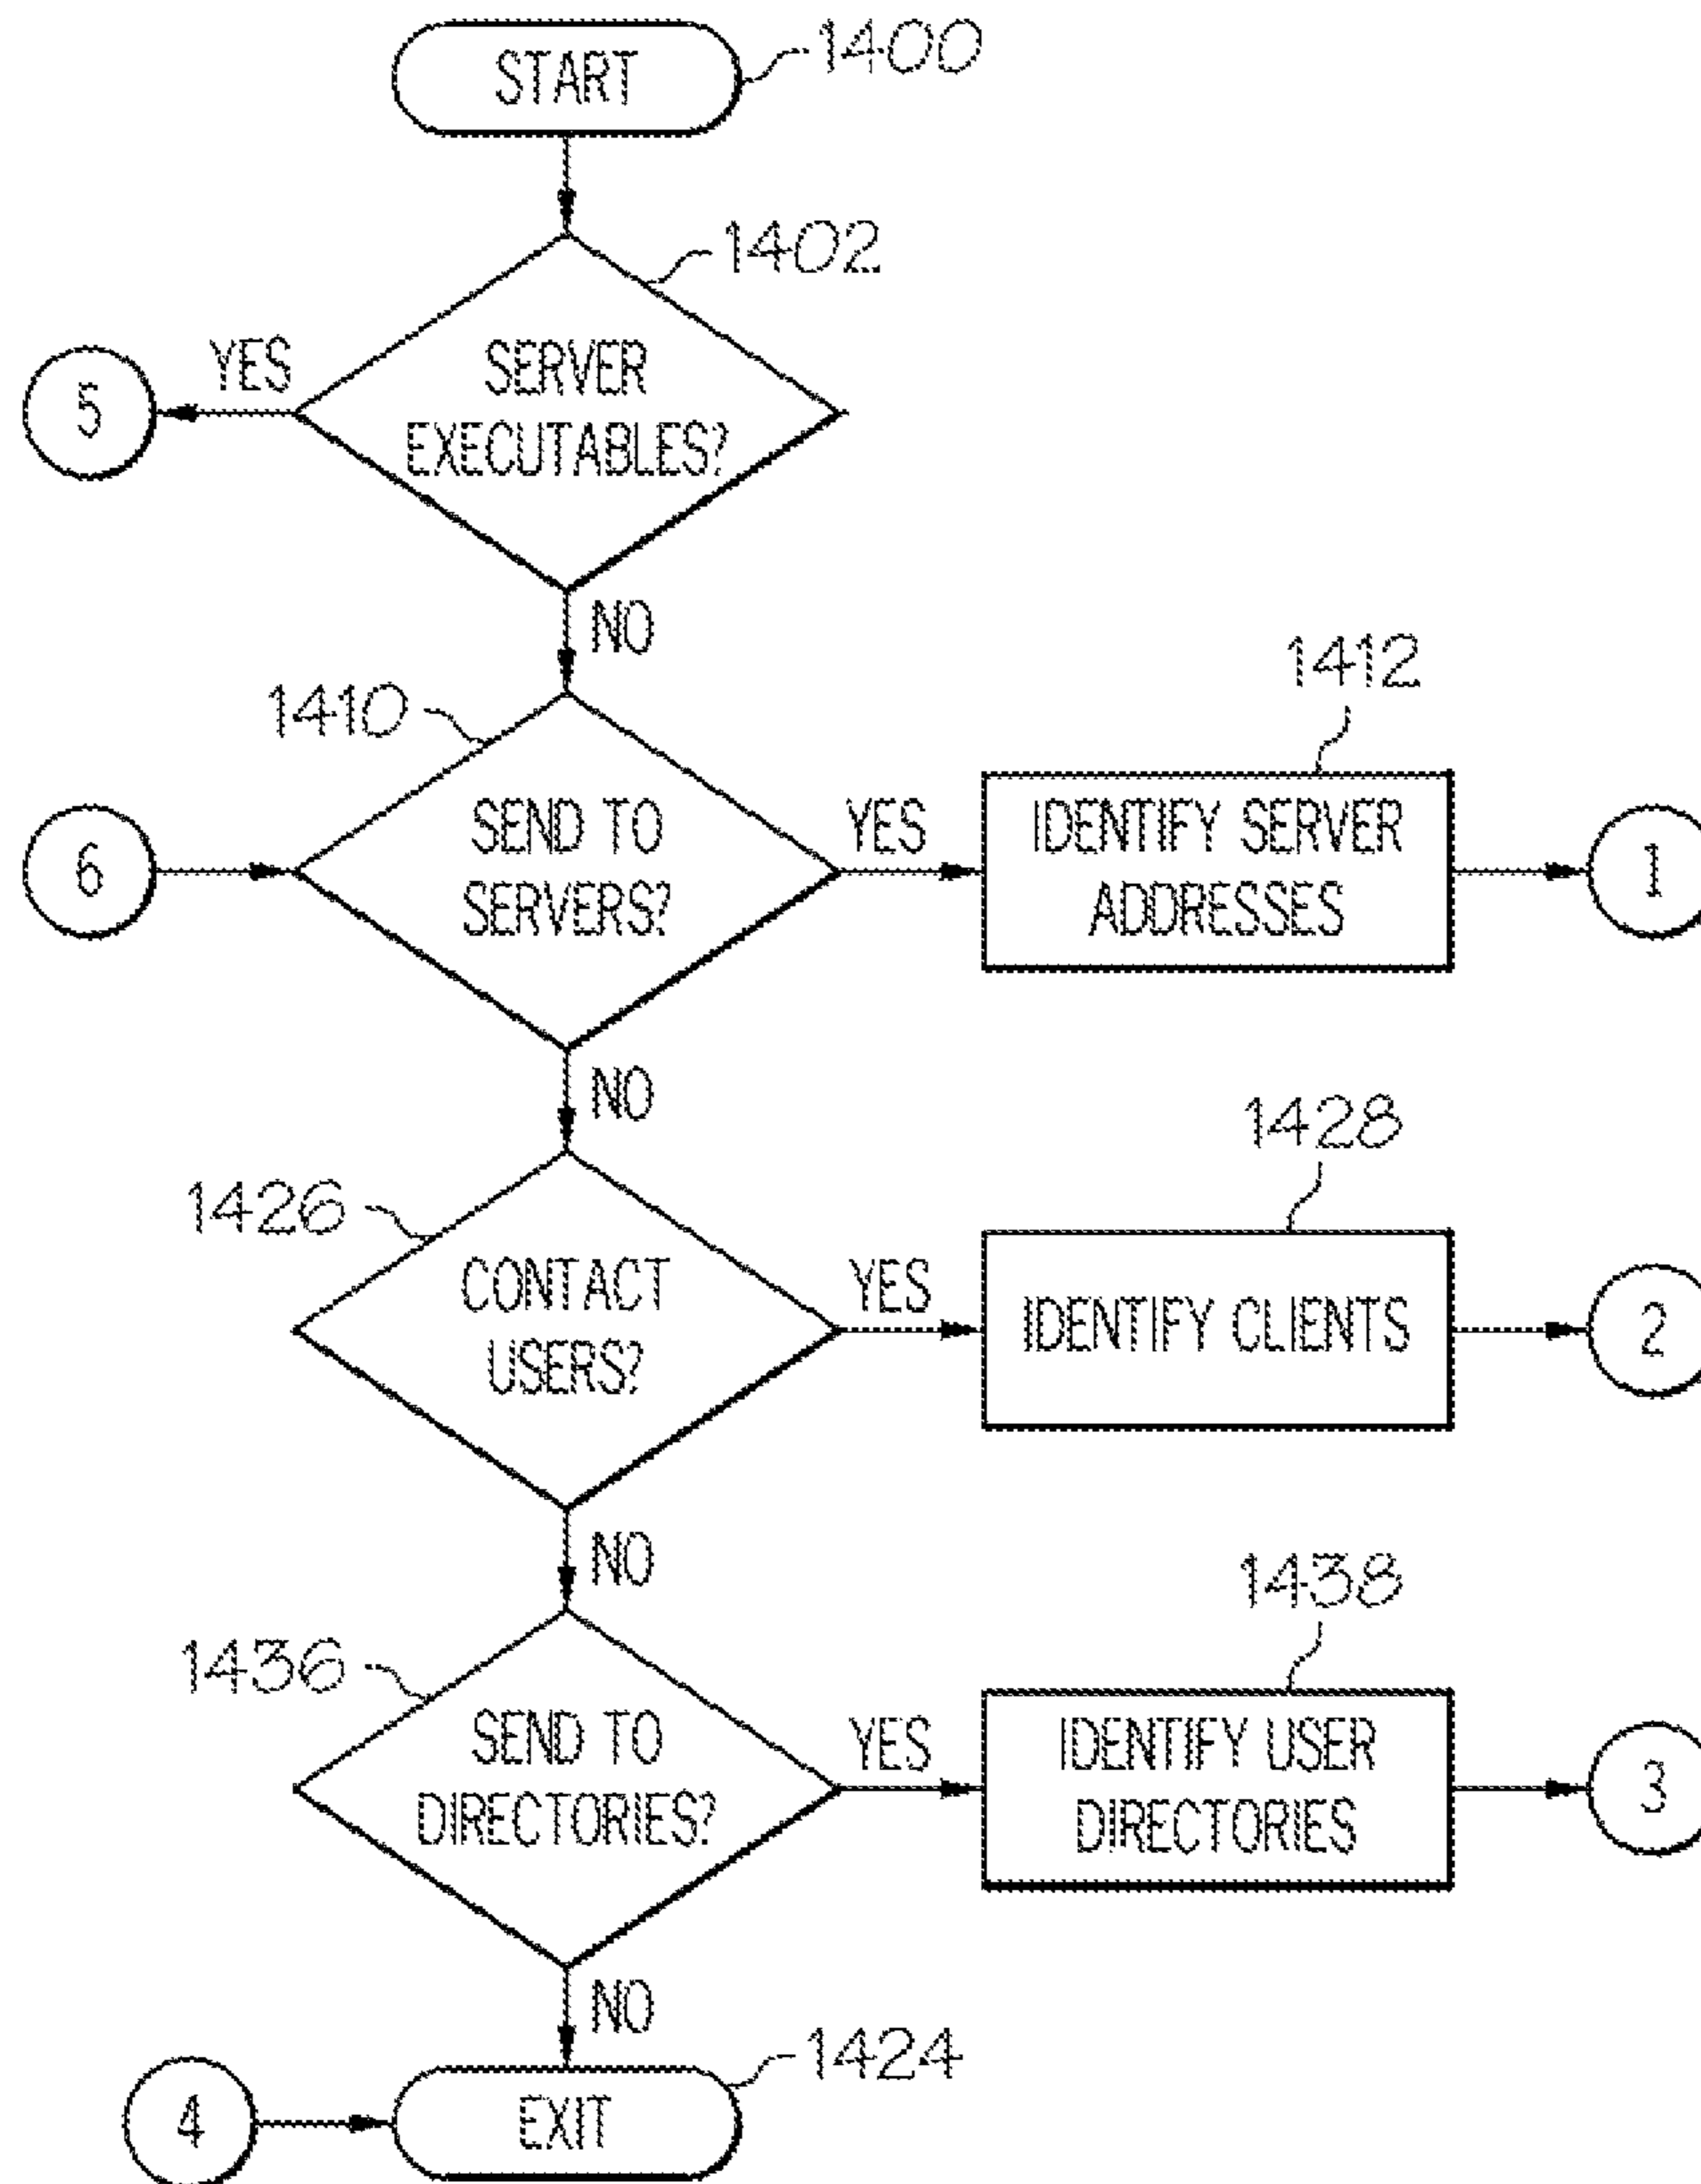 START
1400
1402
SERVER
EXECUTABLES?
YES
5
NO
1410
1412
6
SEND TO
SERVERS?
YES
IDENTIFY SERVER
ADDRESSES
1
NO
1426
1428
CONTACT
USERS?
YES
IDENTIFY CLIENTS
2
NO
1436
1438
SEND TO
DIRECTORIES?
YES
IDENTIFY USER
DIRECTORIES
3
NO
1424
4
EXIT